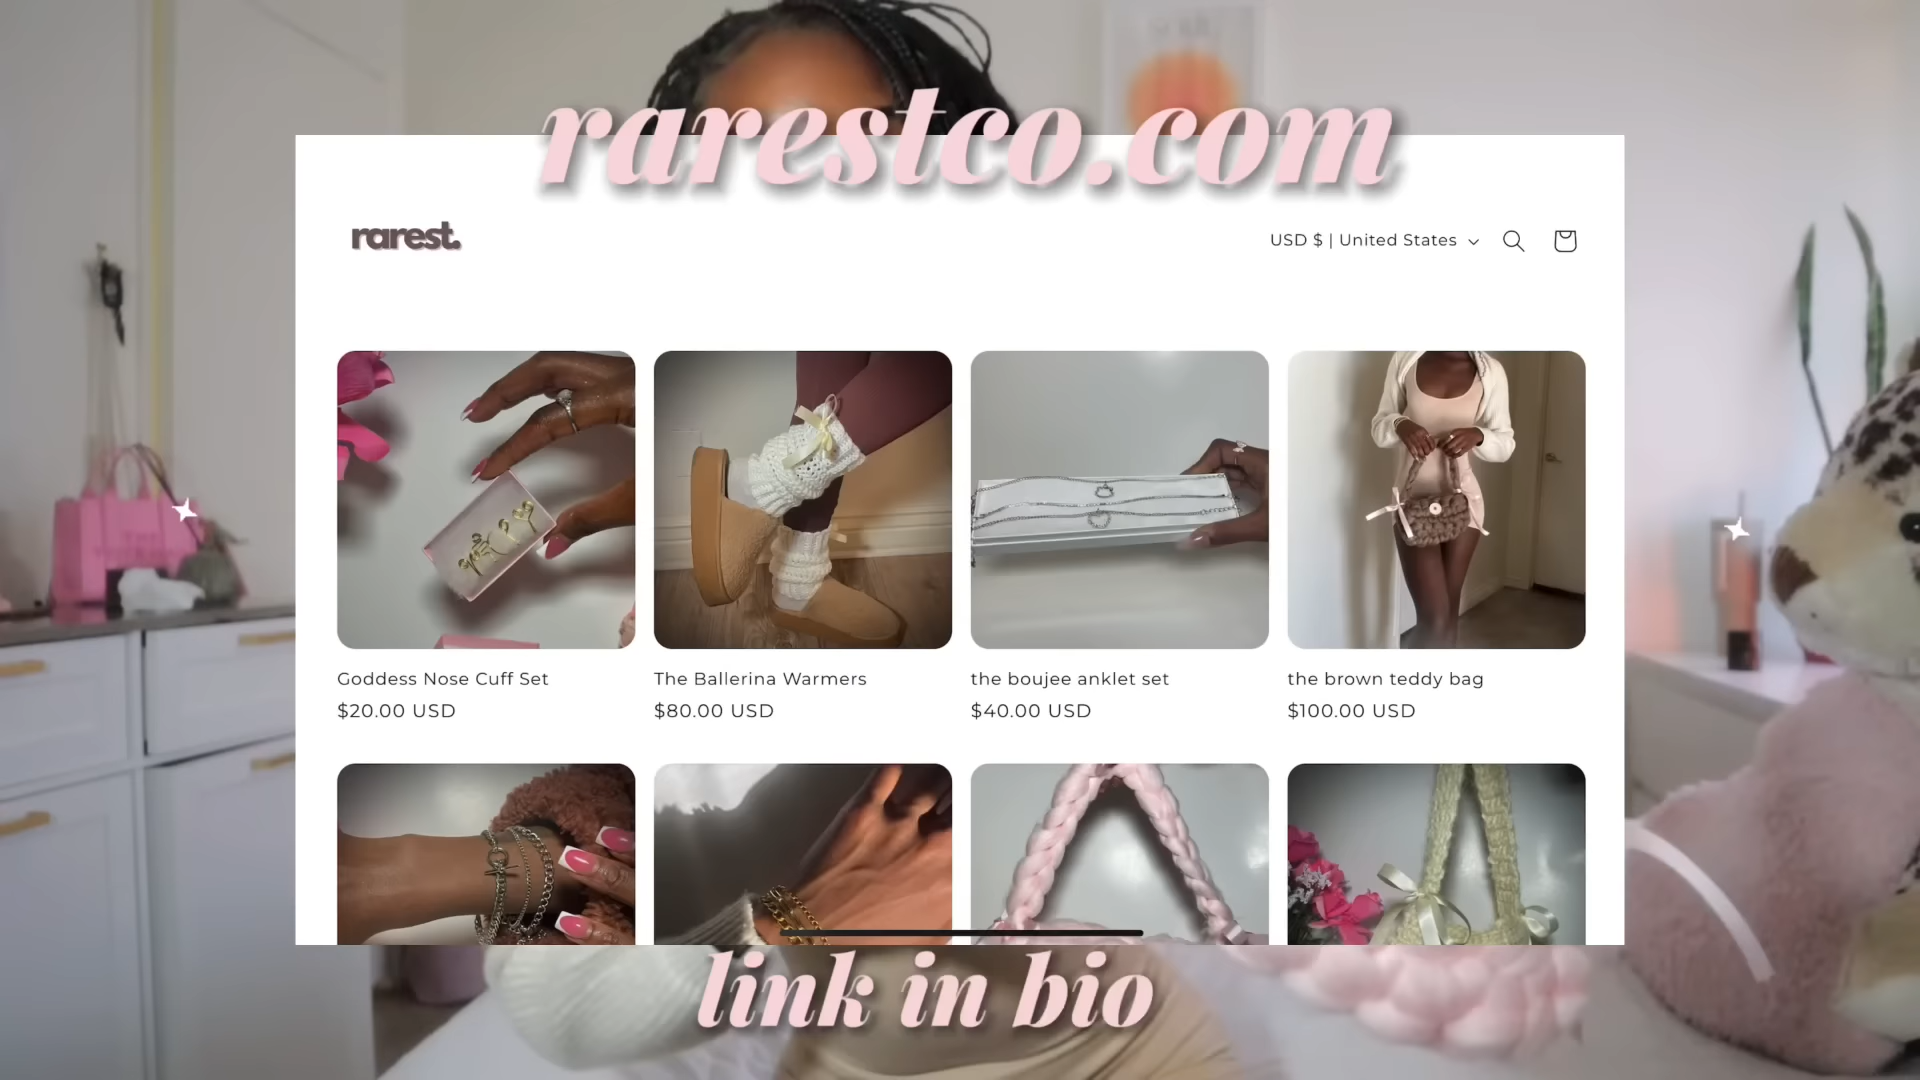 rarestco.com
rarest.
USD $ | United States
Goddess Nose Cuff Set
$20.00 USD
The Ballerina Warmers
$80.00 USD
the boujee anklet set
$40.00 USD
the brown teddy bag
$100.00 USD
link in bio